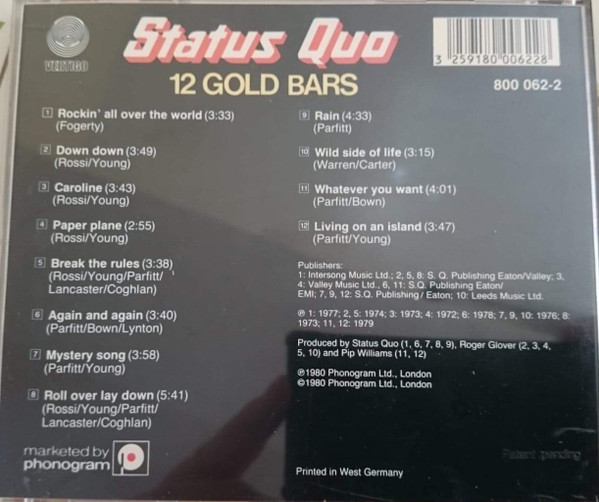 VERTIGO
Status Quo
12 GOLD BARS
3 259180 006228
800 062-2
1 Rockin' all over the world (3:33)
(Fogerty)
2 Down down (3:49)
(Rossi/Young)
3 Caroline (3:43)
(Rossi/Young)
4 Paper plane (2:55)
(Rossi/Young)
5 Break the rules (3:38)
(Rossi/Young/Parfitt/
Lancaster/Coghlan)
6 Again and again (3:40)
(Parfitt/Bown/Lynton)
7 Mystery song (3:58)
(Parfitt/Young)
8 Roll over lay down (5:41)
(Rossi/Young/Parfitt/
Lancaster/Coghlan)
marketed by
phonogram
9 Rain (4:33)
(Parfitt)
10 Wild side of life (3:15)
(Warren/Carter)
11 Whatever you want (4:01)
(Parfitt/Bown)
12 Living on an island (3:47)
(Parfitt/Young)
Publishers:
1: Intersong Music Ltd.; 2, 5, 8: S. Q. Publishing Eaton/Valley; 3,
4: Valley Music Ltd., 6, 11: S.Q. Publishing Eaton/
EMI; 7, 9, 12: S.Q. Publishing / Eaton; 10: Leeds Music Ltd.
℗ 1: 1977; 2, 5: 1974; 3: 1973; 4: 1972; 6: 1978; 7, 9, 10: 1976; 8:
1973; 11, 12: 1979
Produced by Status Quo (1, 6, 7, 8, 9), Roger Glover (2, 3, 4,
5, 10) and Pip Williams (11, 12)
℗1980 Phonogram Ltd., London
©1980 Phonogram Ltd., London
Patent pending
Printed in West Germany